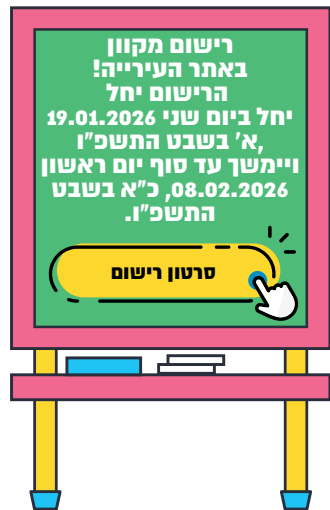 רישום מקוון
באתר העירייה!
הרישום יחל
יחל ביום שני 19.01.2026
,א' בשבט התשפ"ו
ויימשך עד סוף יום ראשון
08.02.2026, כ"א בשבט
התשפ"ו.
סרטון רישום